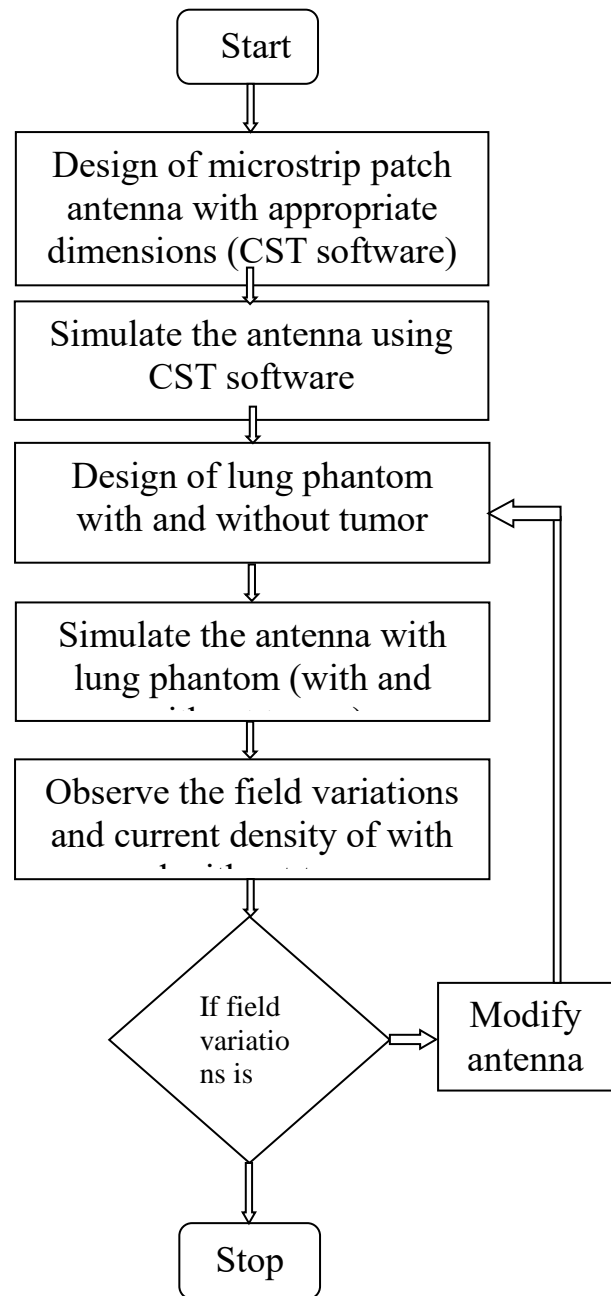 Start
Design of microstrip patch
antenna with appropriate
dimensions (CST software)
Simulate the antenna using
CST software
Design of lung phantom
with and without tumor
Simulate the antenna with
lung phantom (with and
Observe the field variations
and current density of with
If field
variatio
ns is
Modify
antenna
Stop